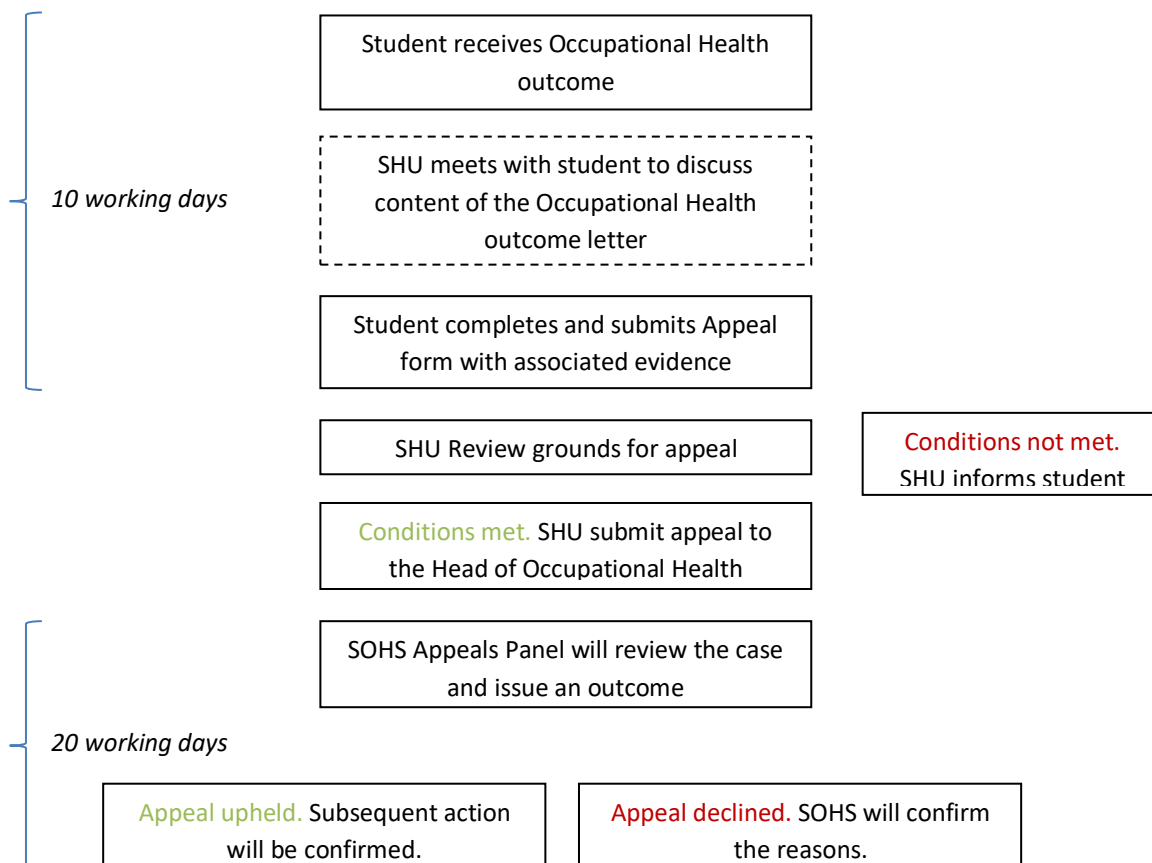 Student receives Occupational Health
outcome
SHU meets with student to discuss
content of the Occupational Health
outcome letter
10 working days
Student completes and submits Appeal
form with associated evidence
SHU Review grounds for appeal
Conditions not met.
SHU informs student
Conditions met. SHU submit appeal to
the Head of Occupational Health
SOHS Appeals Panel will review the case
and issue an outcome
20 working days
Appeal upheld. Subsequent action
will be confirmed.
Appeal declined. SOHS will confirm
the reasons.